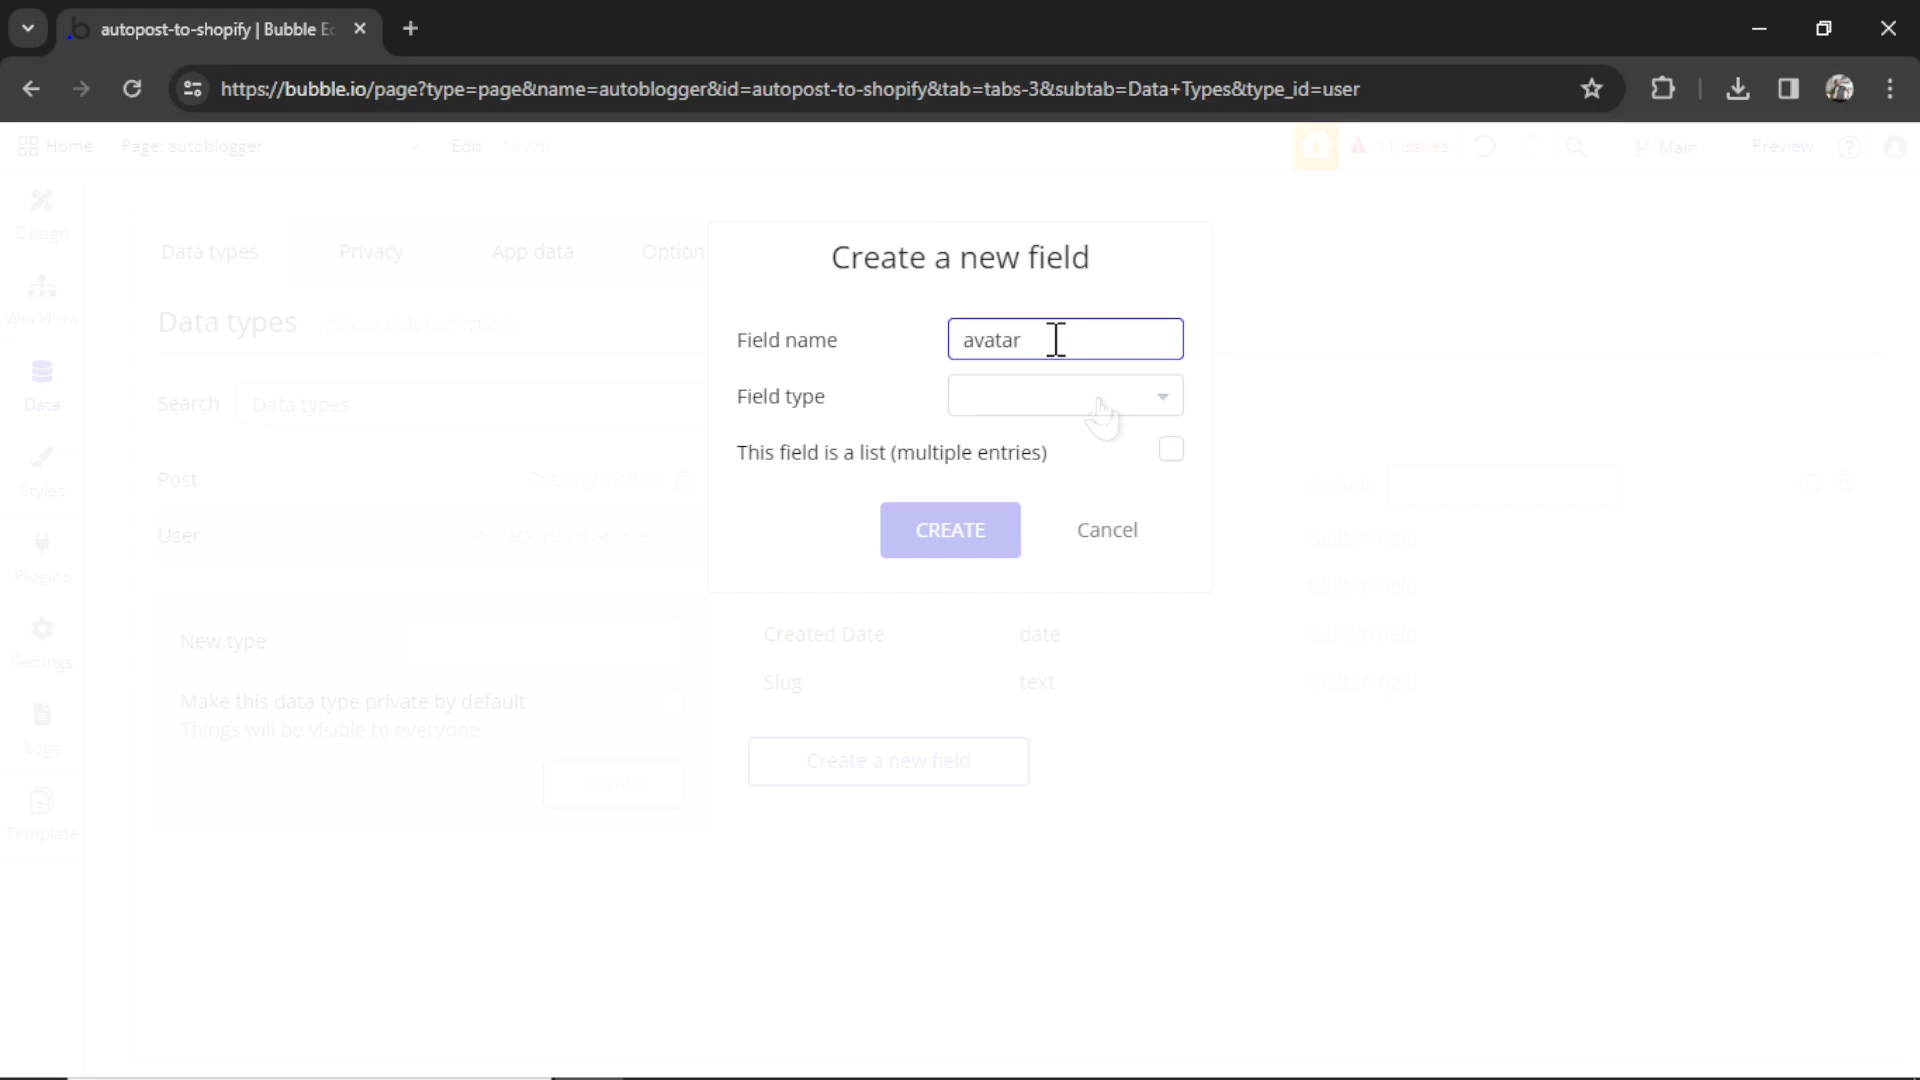 autopost-to-shopify | Bubble Ec
https://bubble.io/page?type=page&name=autoblogger&id=autopost-to-shopify&tab=tabs-3&subtab=Data+Types&type_id=user
Home
Page: autoblogger
Edit
Saved
11 issues
Main
Preview
Design
Workflow
Data
Styles
Plugins
Settings
Logs
Template
Data types
Privacy
App data
Option
Data types
(show deleted types)
Search
Data types
Post
Publicly visible
User
Privacy rules applied
New type
Make this data type private by default
Things will be visible to everyone
Create
Create a new field
Field name
avatar
Field type
This field is a list (multiple entries)
CREATE
Cancel
default
Built-in field
Built-in field
Created Date
date
Built-in field
Slug
text
Built-in field
Create a new field